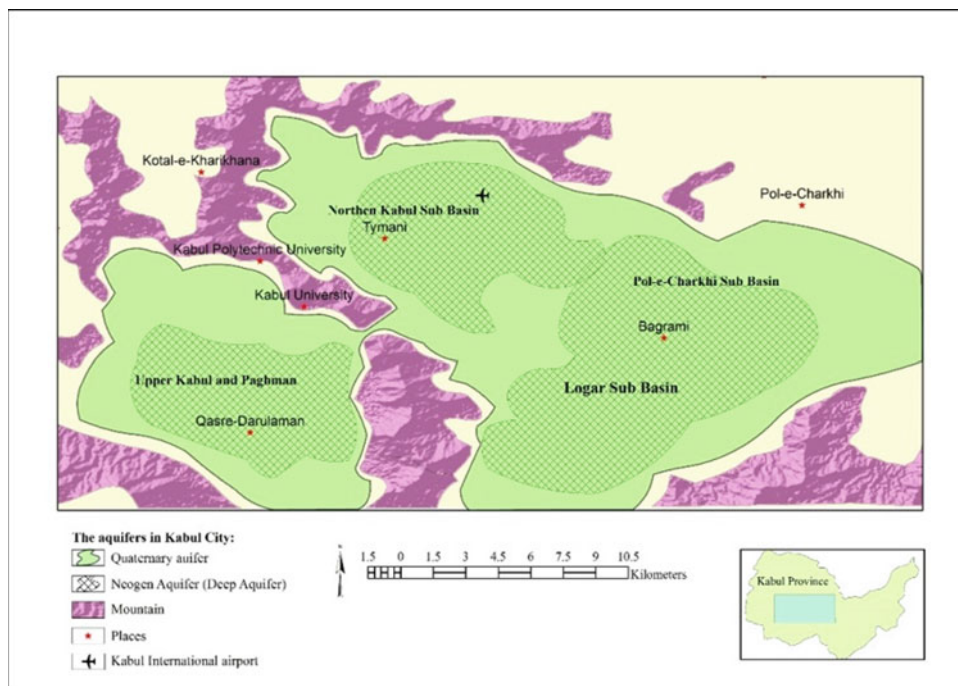 Kotal-e-Kharikhana
Pol-e-Charkhi
Northen Kabul Sub Basin
Tymani
Kabul Polytechnic University
Kabul University
Pol-e-Charkhi Sub Basin
Bagrami
Upper Kabul and Paghman
Logar Sub Basin
Qasre-Darulaman
The aquifers in Kabul City:
Quaternary auifer
Neogen Aquifer (Deep Aquifer)
Mountain
Places
Kabul International airport
1.5 0 1.5 3 4.5 6 7.5 9 10.5
Kilometers
Kabul Province